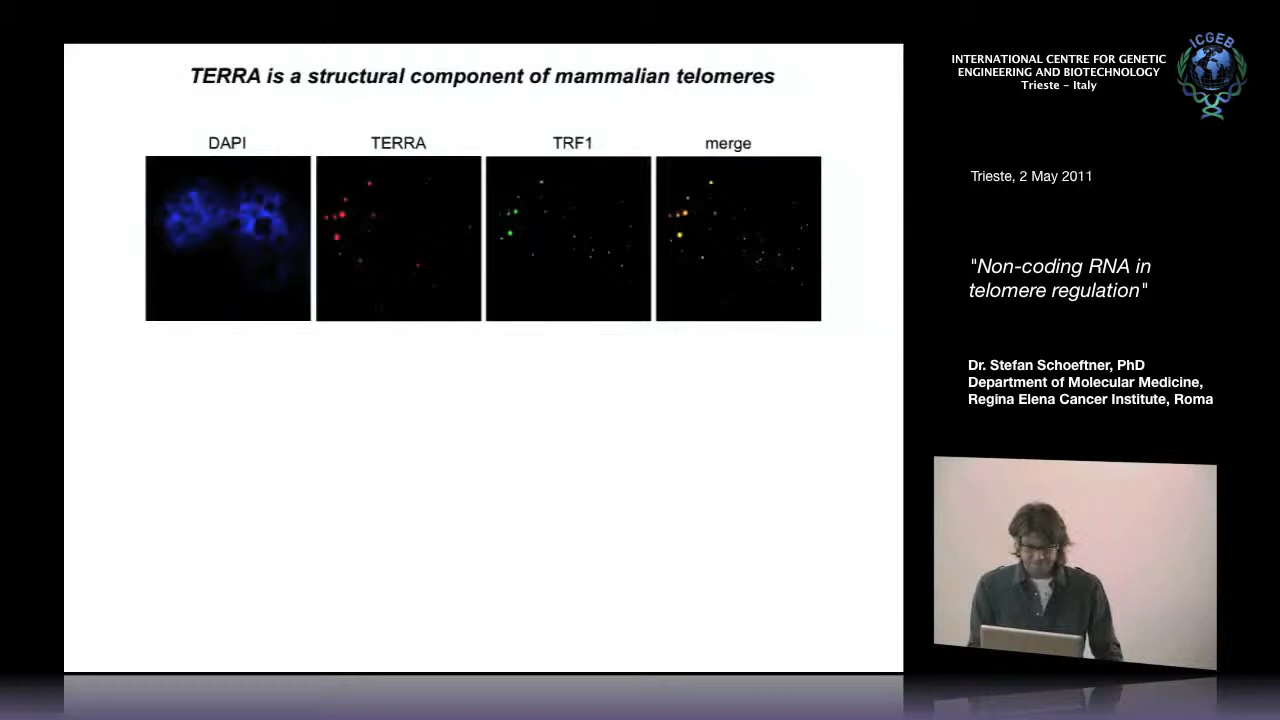 TERRA is a structural component of mammalian telomeres
DAPI
TERRA
TRF1
merge
INTERNATIONAL CENTRE FOR GENETIC
ENGINEERING AND BIOTECHNOLOGY
Trieste - Italy
ICGEB
Trieste, 2 May 2011
"Non-coding RNA in
telomere regulation"
Dr. Stefan Schoeftner, PhD
Department of Molecular Medicine,
Regina Elena Cancer Institute, Roma